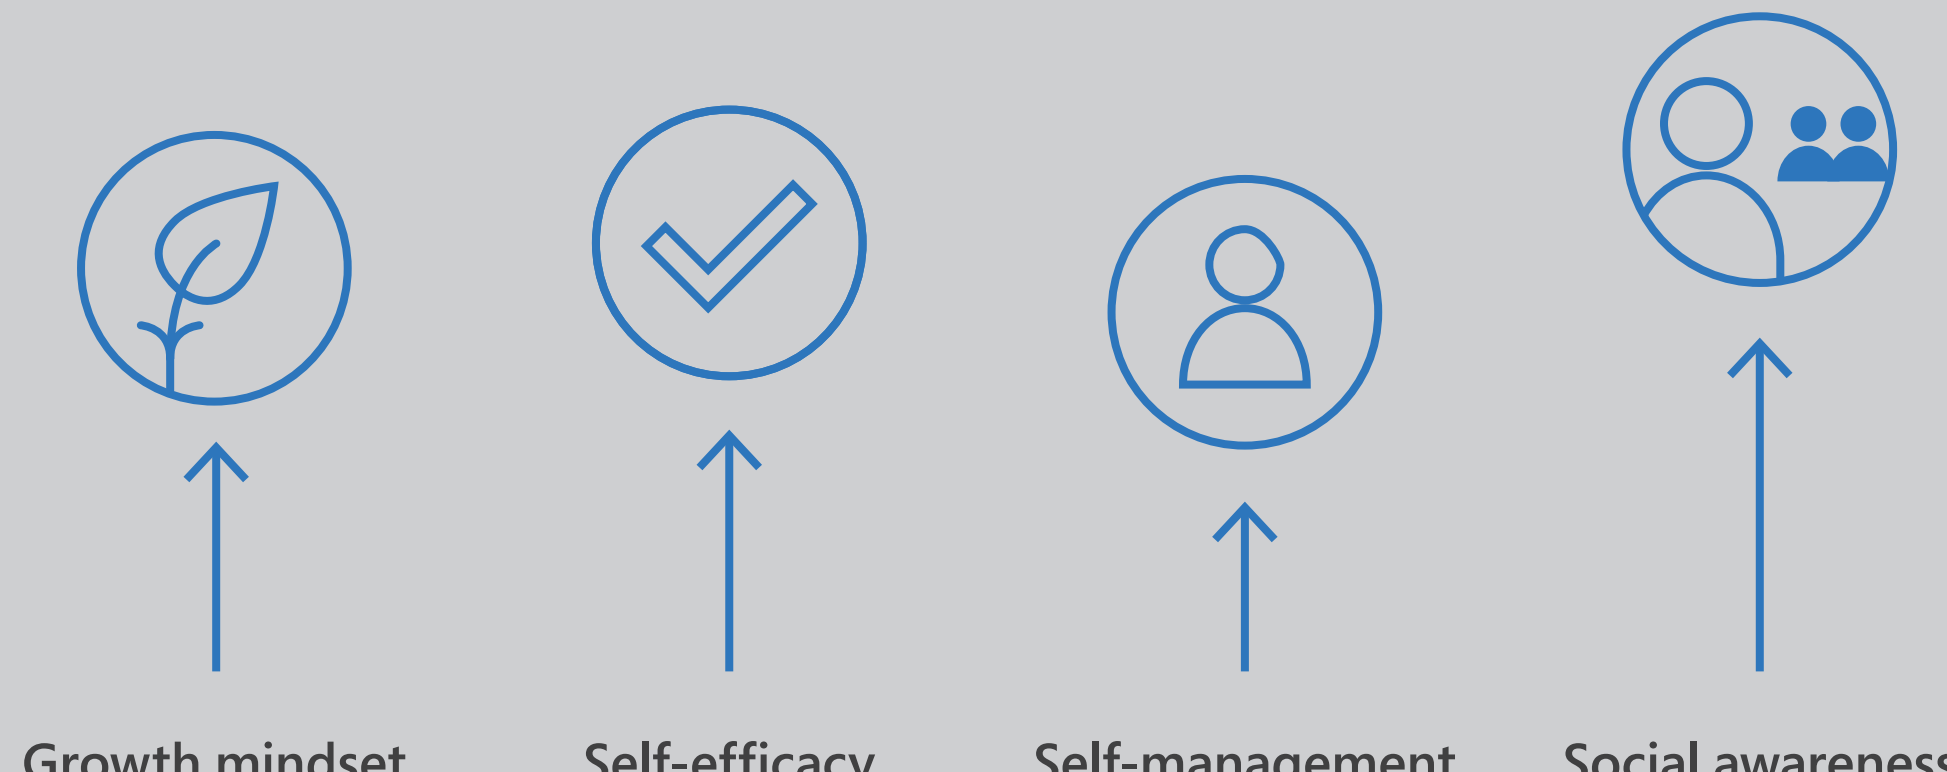 Growth mindset
Self-efficacy
Self-management
Social awareness